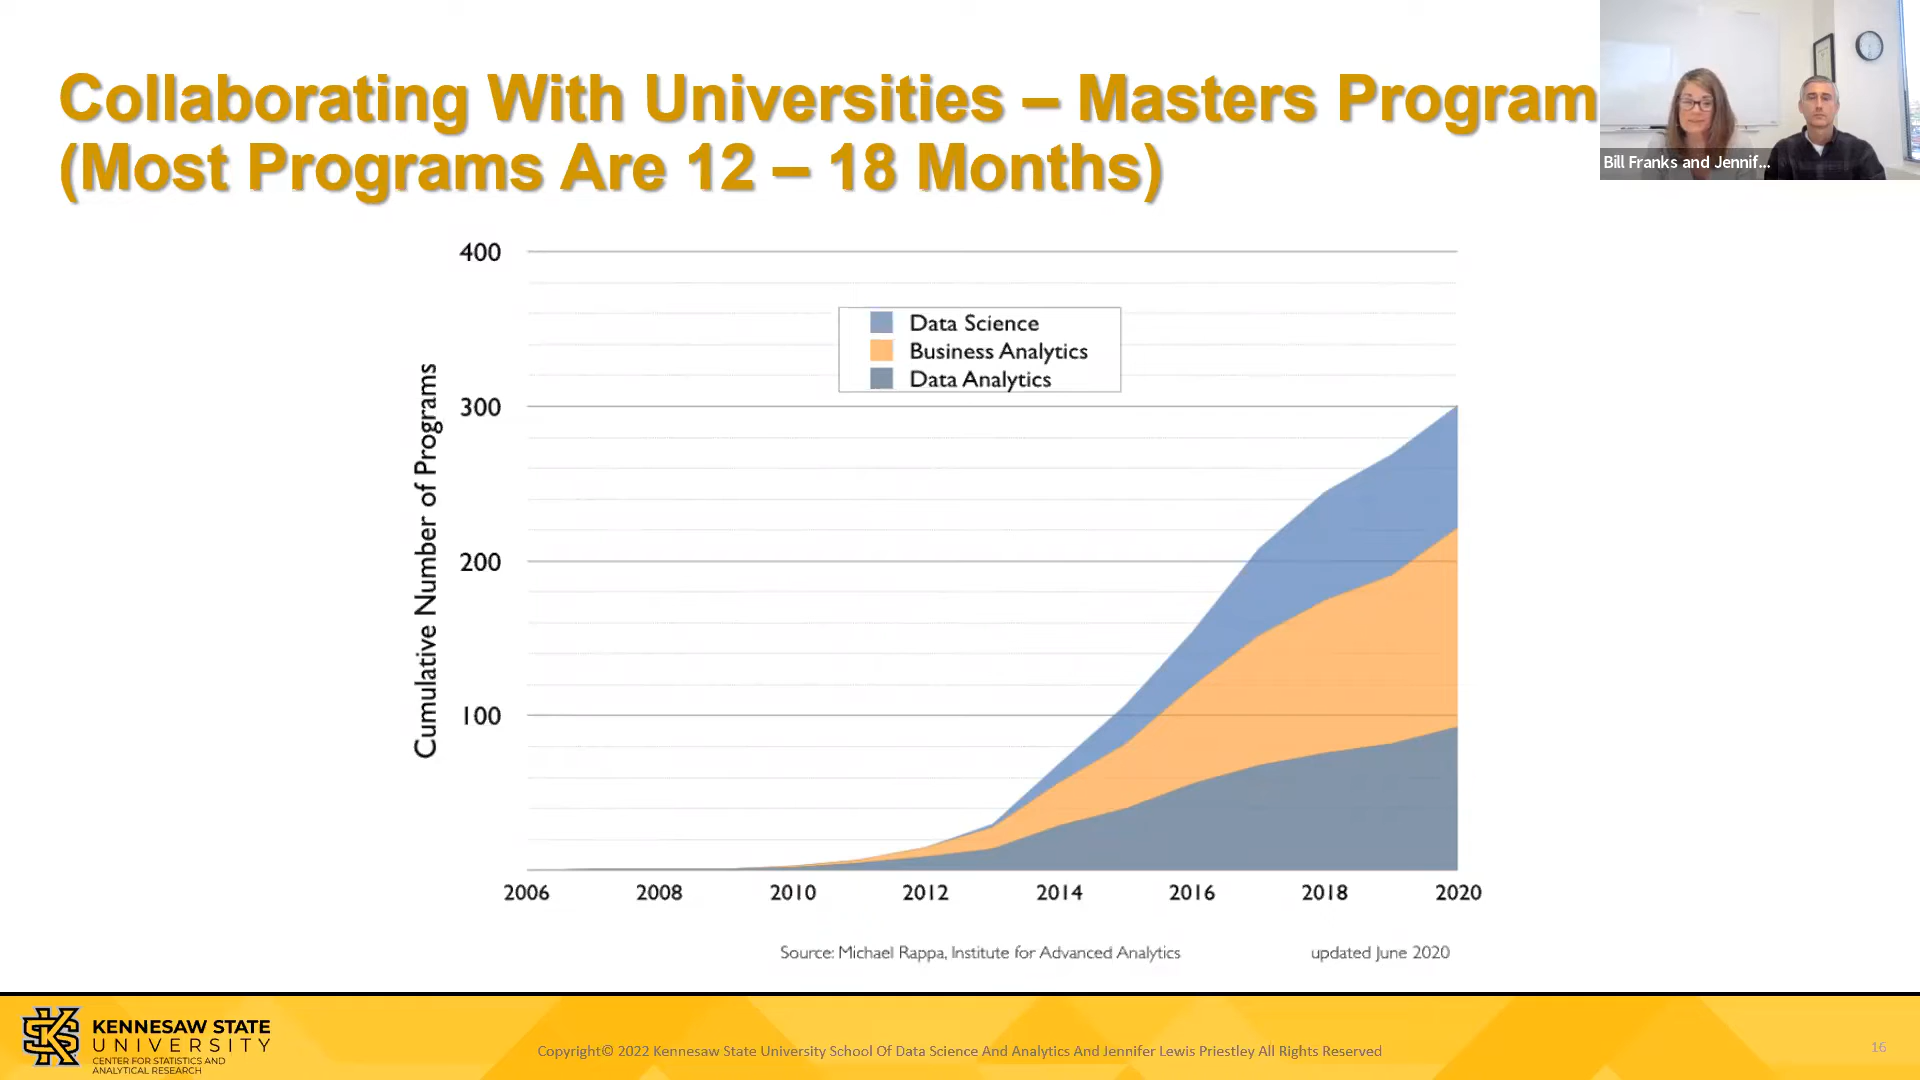 Collaborating With Universities – Masters Program
(Most Programs Are 12 – 18 Months)
Bill Franks and Jennif...
400
300
200
100
Cumulative Number of Programs
Data Science
Business Analytics
Data Analytics
2006 2008 2010 2012 2014 2016 2018 2020
Source: Michael Rappa, Institute for Advanced Analytics updated June 2020
KENNESAW STATE
UNIVERSITY
CENTER FOR STATISTICS AND
ANALYTICAL RESEARCH
Copyright© 2022 Kennesaw State University School Of Data Science And Analytics And Jennifer Lewis Priestley All Rights Reserved
16